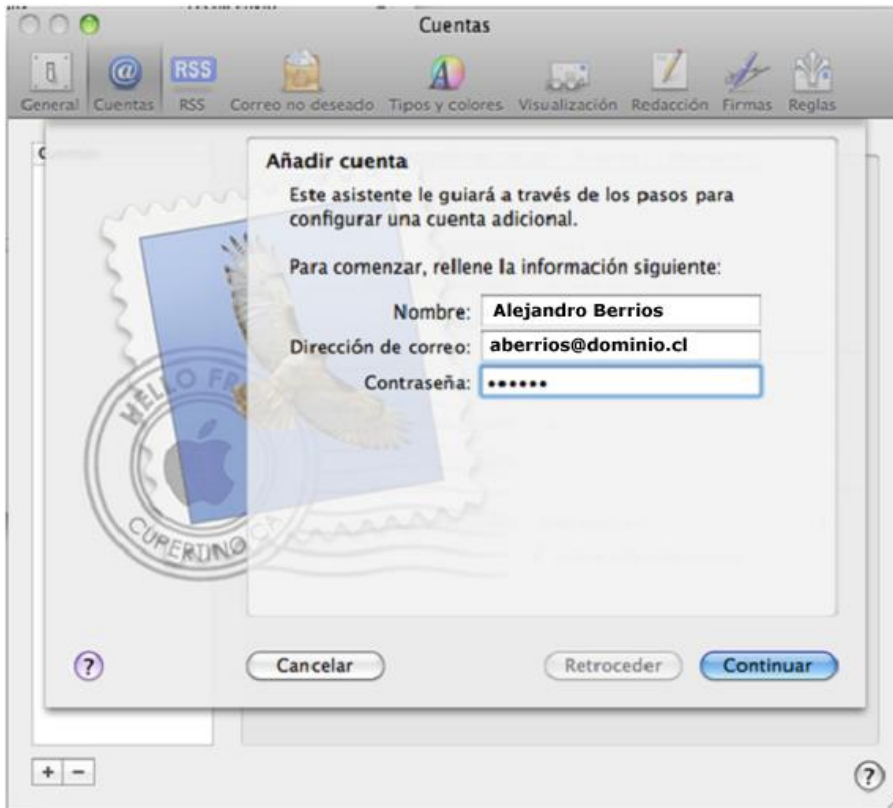 Cuentas
General Cuentas RSS Correo no deseado Tipos y colores Visualización Redacción Firmas Reglas
RSS
Añadir cuenta
Este asistente le guiará a través de los pasos para
configurar una cuenta adicional.
Para comenzar, rellene la información siguiente:
Nombre: Alejandro Berrios
Dirección de correo: aberrios@dominio.cl
Contraseña: ••••••
HELLO
CUPERTINO CA
? Cancelar Retroceder Continuar
+ − ?